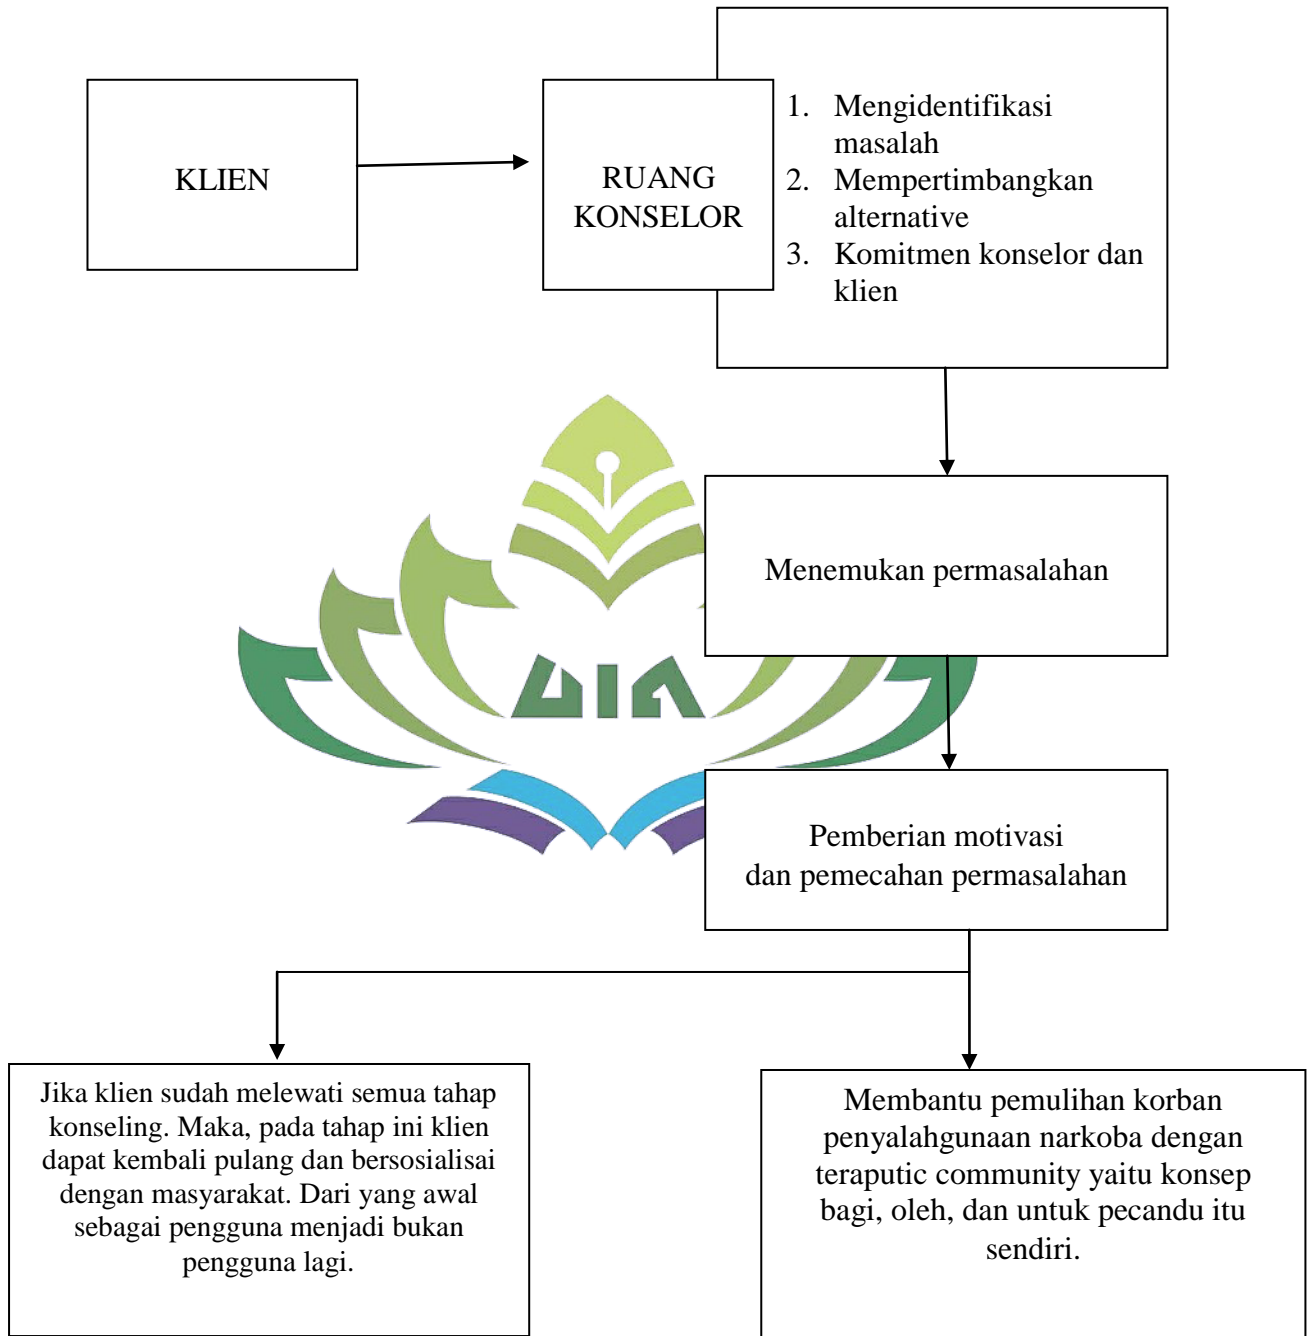 KLIEN
RUANG
KONSELOR
1. Mengidentifikasi
masalah
2. Mempertimbangkan
alternative
3. Komitmen konselor dan
klien
Menemukan permasalahan
UIN
Pemberian motivasi
dan pemecahan permasalahan
Jika klien sudah melewati semua tahap
konseling. Maka, pada tahap ini klien
dapat kembali pulang dan bersosialisai
dengan masyarakat. Dari yang awal
sebagai pengguna menjadi bukan
pengguna lagi.
Membantu pemulihan korban
penyalahgunaan narkoba dengan
teraputic community yaitu konsep
bagi, oleh, dan untuk pecandu itu
sendiri.